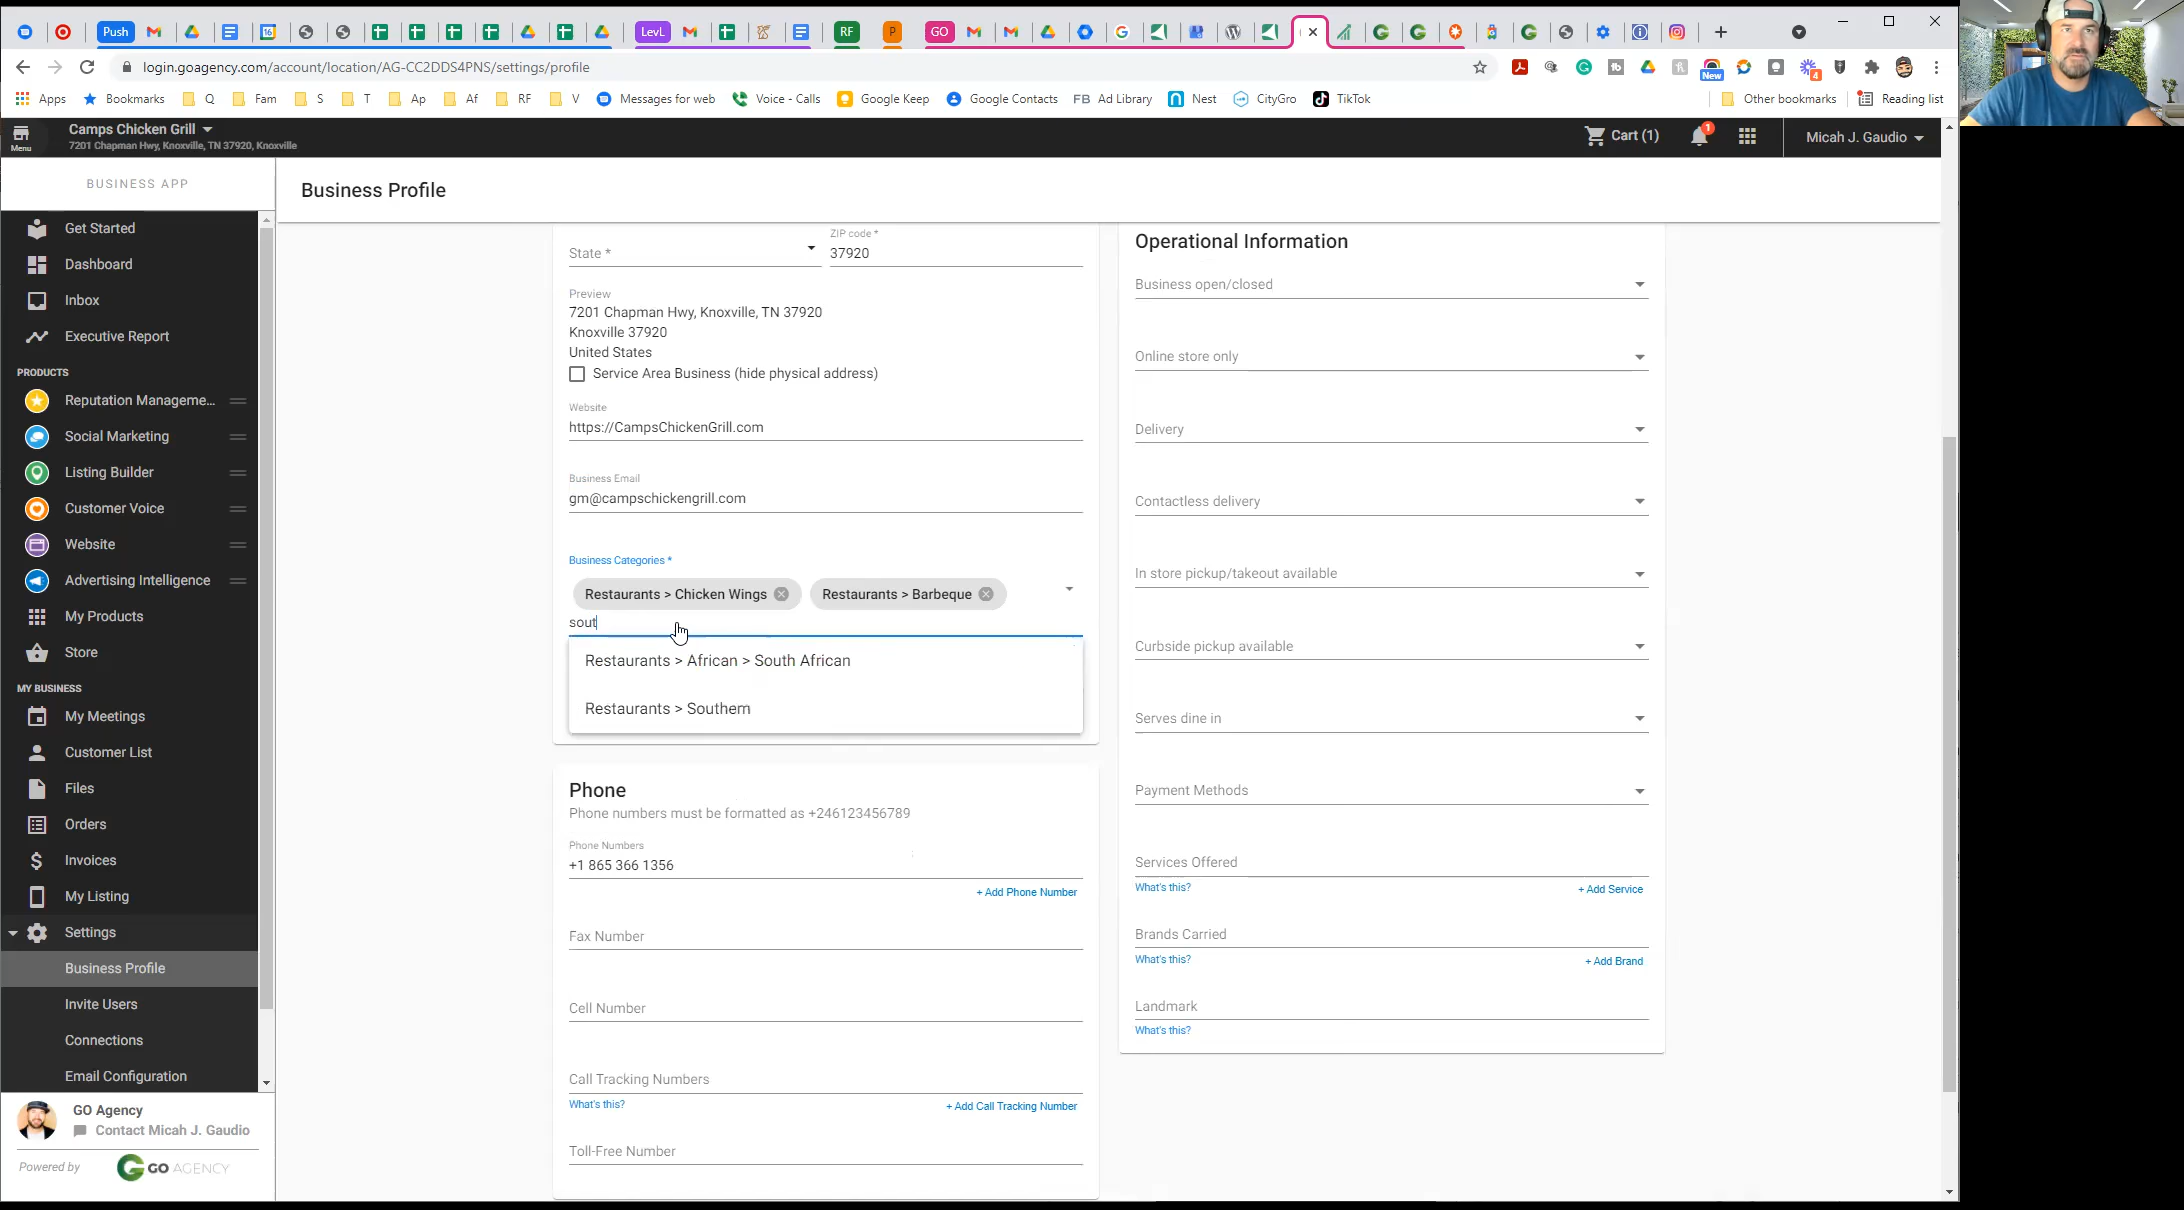 Push
16
LevL
RF
P
GO
login.goagency.com/account/location/AG-CC2DDS4PNS/settings/profile
New
4
Apps
Bookmarks
Q
Fam
S
T
Ap
Af
RF
V
Messages for web
Voice - Calls
Google Keep
Google Contacts
FB Ad Library
Nest
CityGro
TikTok
Other bookmarks
Reading list
Menu
Camps Chicken Grill
7201 Chapman Hwy, Knoxville, TN 37920, Knoxville
Cart (1)
1
Micah J. Gaudio
BUSINESS APP
Business Profile
Get Started
Dashboard
Inbox
Executive Report
PRODUCTS
Reputation Manageme...
Social Marketing
Listing Builder
Customer Voice
Website
Advertising Intelligence
My Products
Store
MY BUSINESS
My Meetings
Customer List
Files
Orders
Invoices
My Listing
Settings
Business Profile
Invite Users
Connections
Email Configuration
GO Agency
Contact Micah J. Gaudio
Powered by
GO AGENCY
State *
ZIP code *
37920
Preview
7201 Chapman Hwy, Knoxville, TN 37920
Knoxville 37920
United States
Service Area Business (hide physical address)
Website
https://CampsChickenGrill.com
Business Email
gm@campschickengrill.com
Business Categories *
Restaurants > Chicken Wings
Restaurants > Barbeque
sout
Restaurants > African > South African
Restaurants > Southern
Phone
Phone numbers must be formatted as +246123456789
Phone Numbers
+1 865 366 1356
+ Add Phone Number
Fax Number
Cell Number
Call Tracking Numbers
What's this?
+ Add Call Tracking Number
Toll-Free Number
Operational Information
Business open/closed
Online store only
Delivery
Contactless delivery
In store pickup/takeout available
Curbside pickup available
Serves dine in
Payment Methods
Services Offered
What's this?
+ Add Service
Brands Carried
What's this?
+ Add Brand
Landmark
What's this?